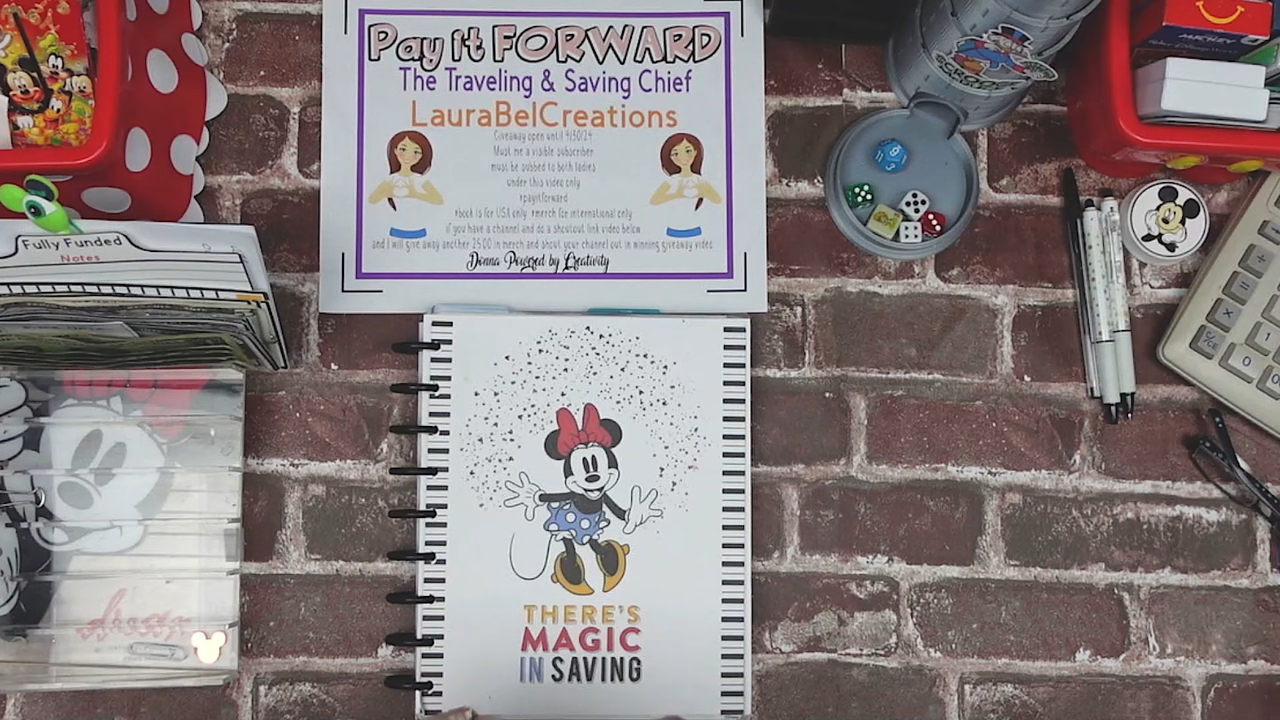 Pay it FORWARD
The Traveling & Saving Chief
LauraBelCreations
Giveaway open until 4/30/24
Must me a visible subscriber
must be subbed to both ladies
under this video only
#payitforward
#book is for USA only #merch for international only
if you have a channel and do a shoutout link video below
and I will give away another 25.00 in merch and shout your channel out in winning giveaway video
Donna Powered by Creativity
Fully Funded
Notes
SCROOGE
THERE'S
MAGIC
IN SAVING